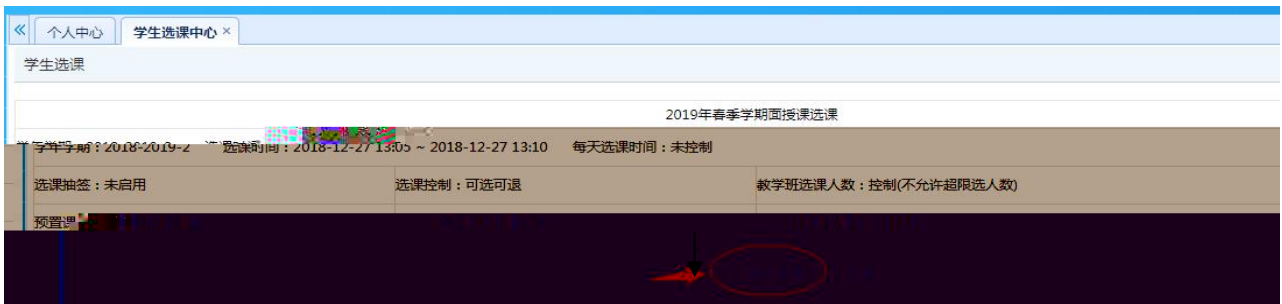 个人中心 学生选课中心 ×
学生选课
2019年春季学期面授课选课
学年学期：2018-2019-2 选课时间：2018-12-27 13:05 ~ 2018-12-27 13:10 每天选课时间：未控制
选课抽签：未启用 选课控制：可选可退 教学班选课人数：控制(不允许超限选人数)
预置课